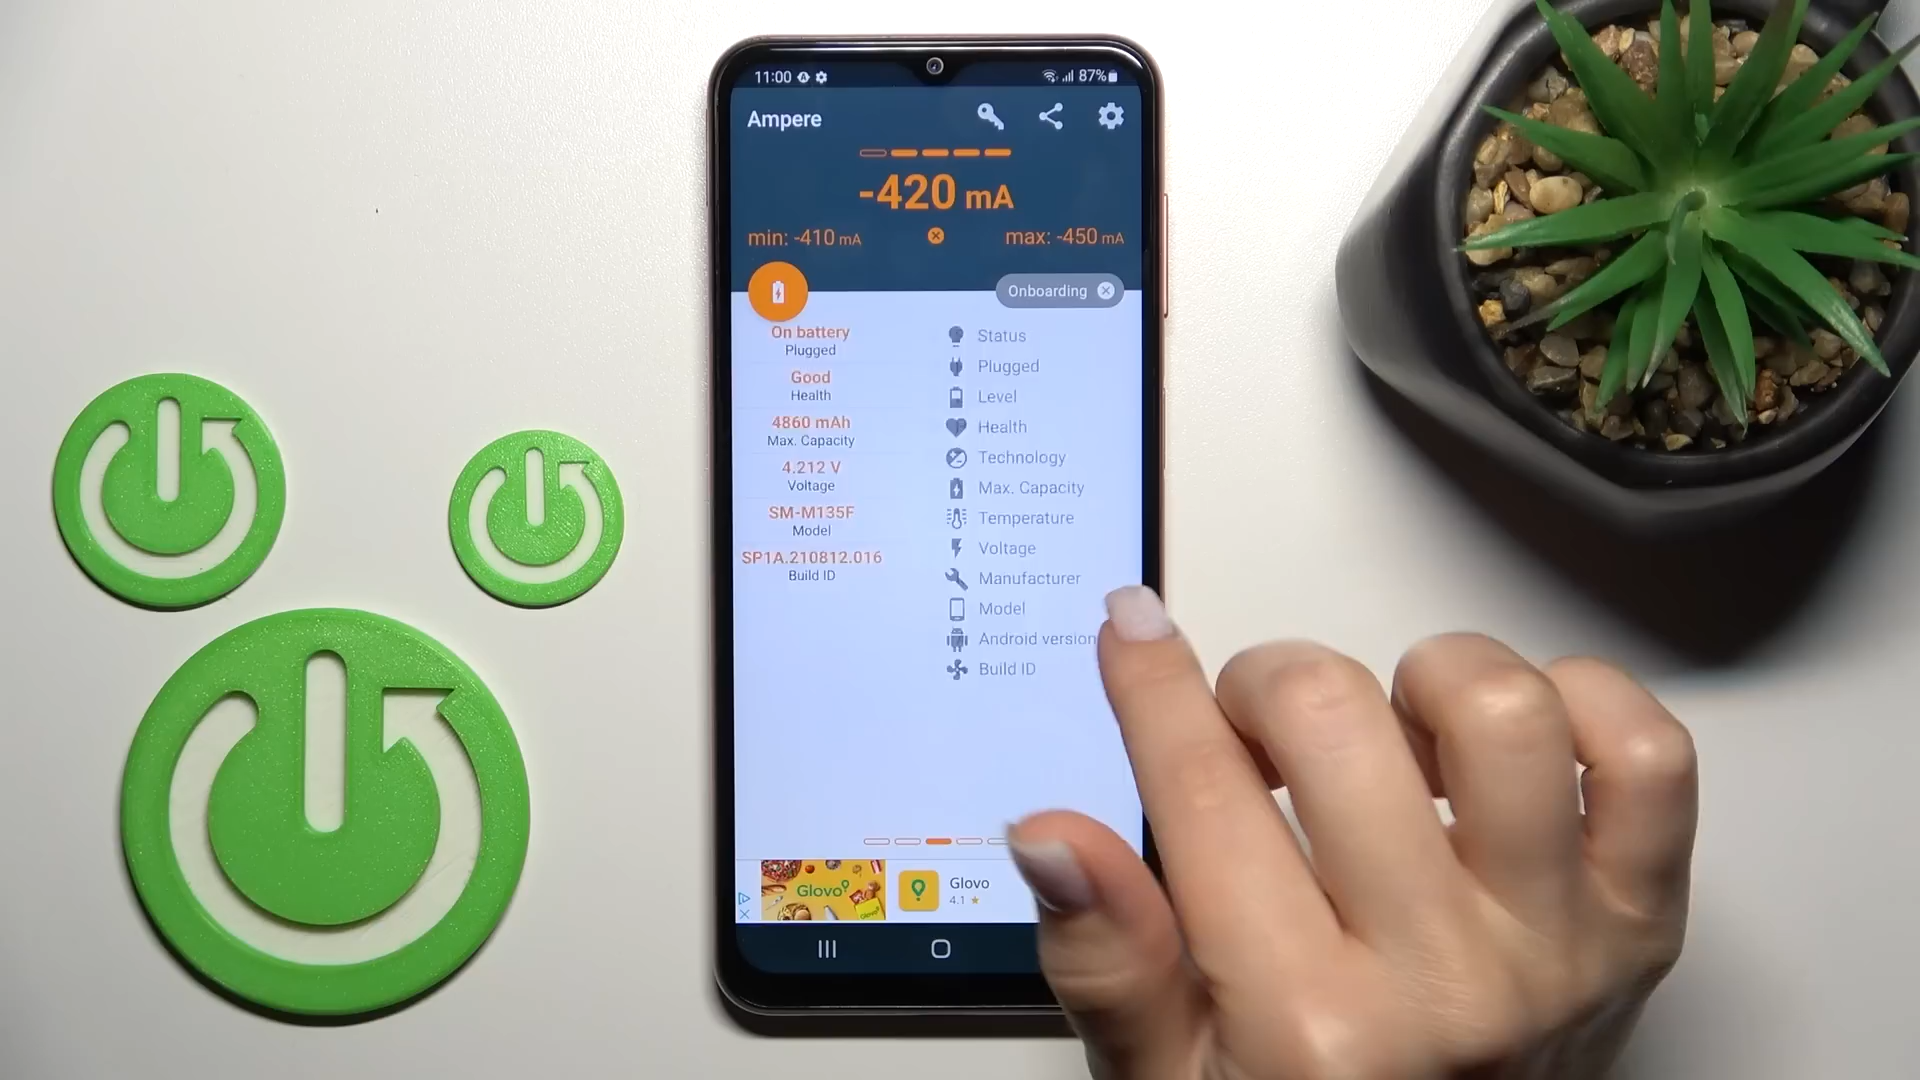 11:00
87%
Ampere
-420 mA
min: -410 mA
max: -450 mA
Onboarding
On battery
Plugged
Good
Health
4860 mAh
Max. Capacity
4.212 V
Voltage
SM-M135F
Model
SP1A.210812.016
Build ID
Status
Plugged
Level
Health
Technology
Max. Capacity
Temperature
Voltage
Manufacturer
Model
Android version
Build ID
Glovo
Glovo
4.1 ★